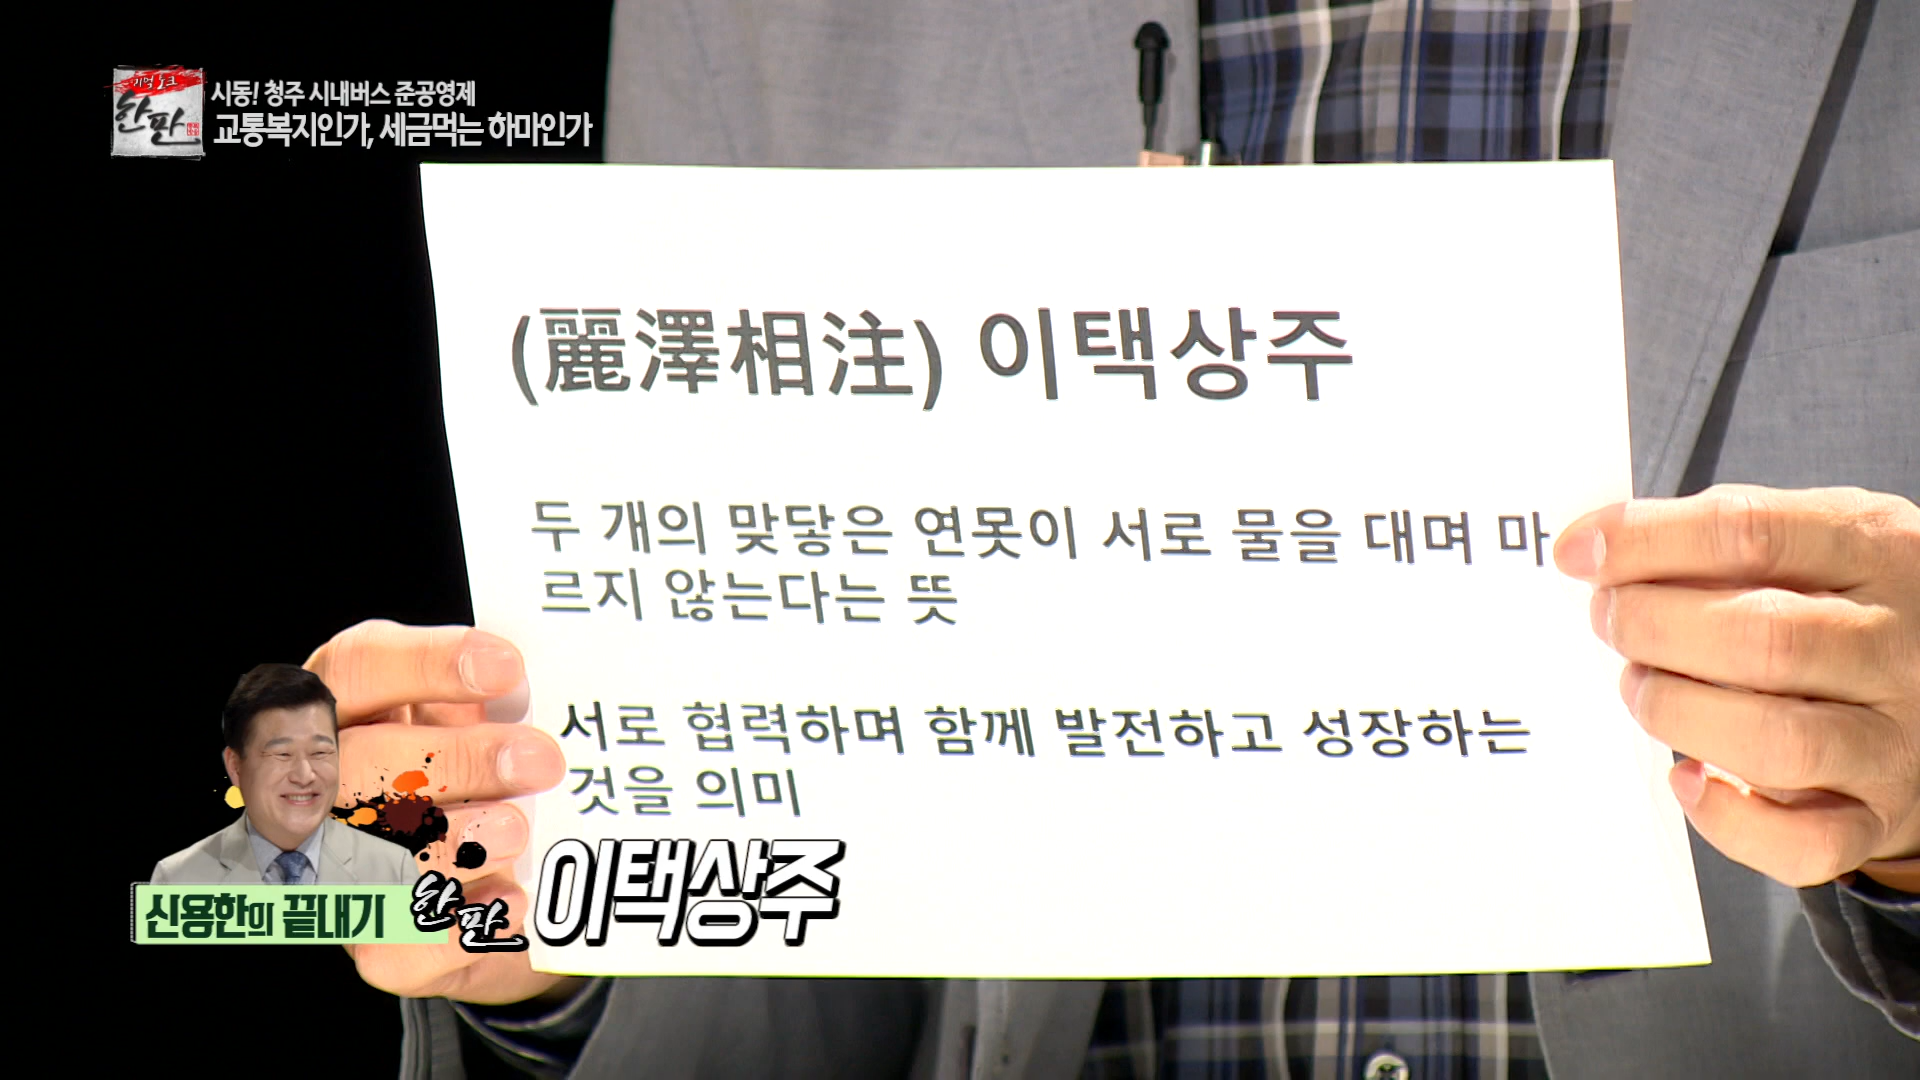 시동! 청주 시내버스 준공영제
교통복지인가, 세금먹는 하마인가
한판
(麗澤相注) 이택상주
두 개의 맞닿은 연못이 서로 물을 대며 마
르지 않는다는 뜻
서로 협력하며 함께 발전하고 성장하는
것을 의미
신용한의 끝내기 한판 이택상주